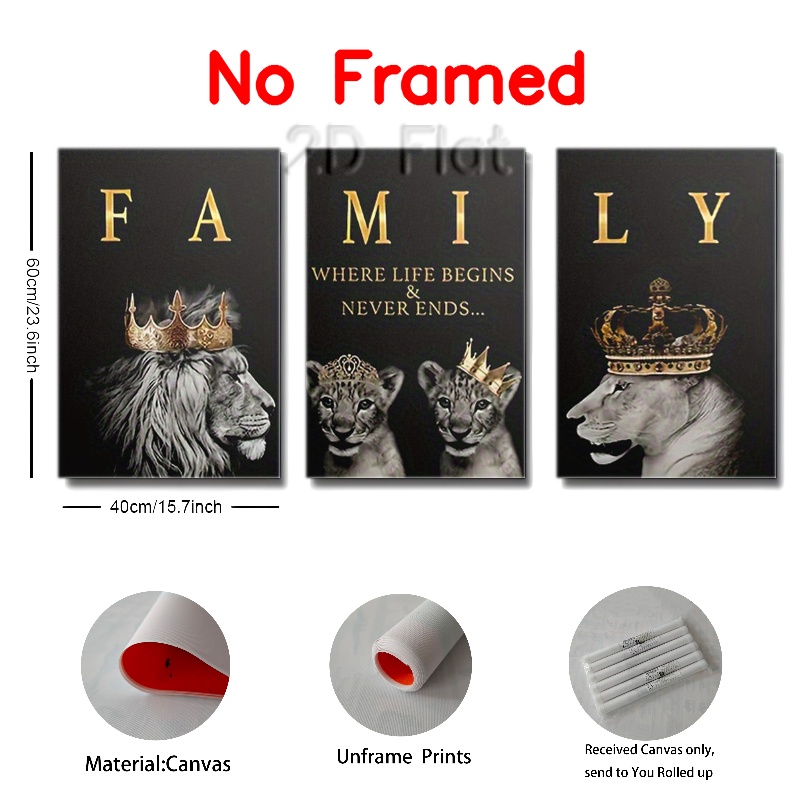 No Framed
2D Flat
F A M I L Y
WHERE LIFE BEGINS
&
NEVER ENDS...
60cm/23.6inch
40cm/15.7inch
Material:Canvas
Unframe Prints
Received Canvas only,
send to You Rolled up